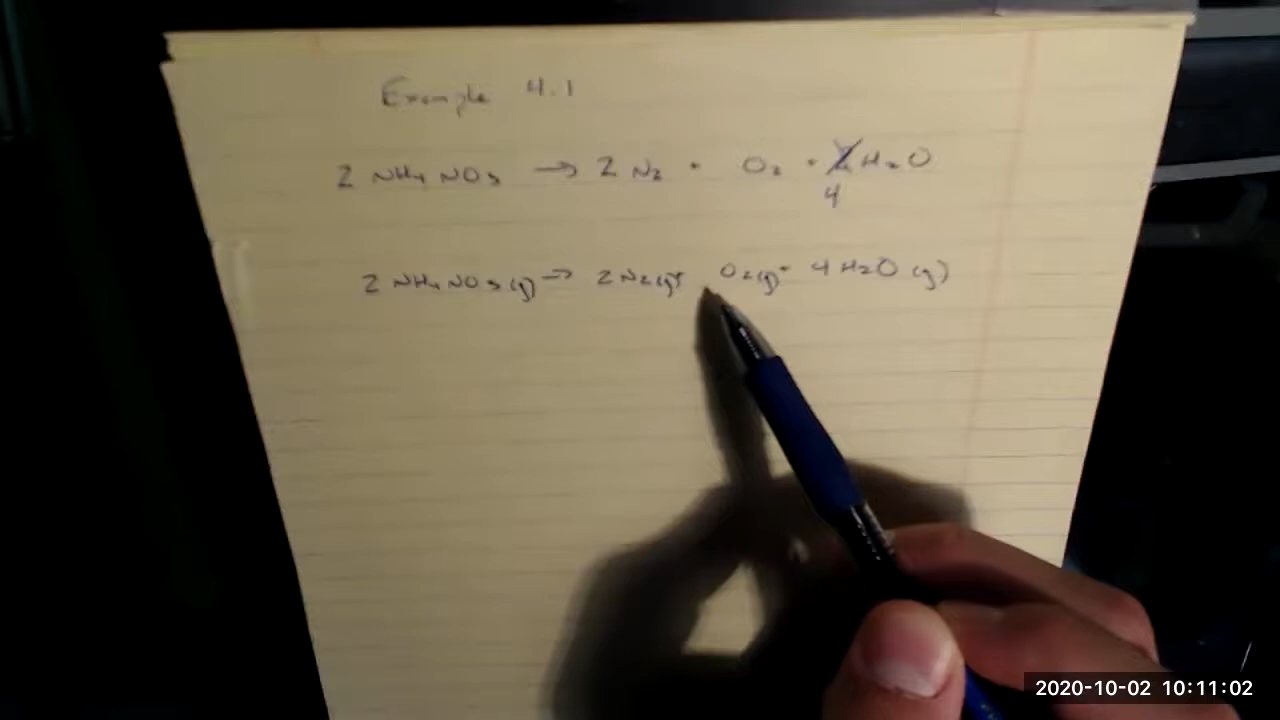 Example 4.1
2 NH4 NO3 → 2 N2 + O2 + H2O
4
2 NH4 NO3 (g) → 2 N2 (g) + O2 (g) + 4 H2O (g)
2020-10-02 10:11:02